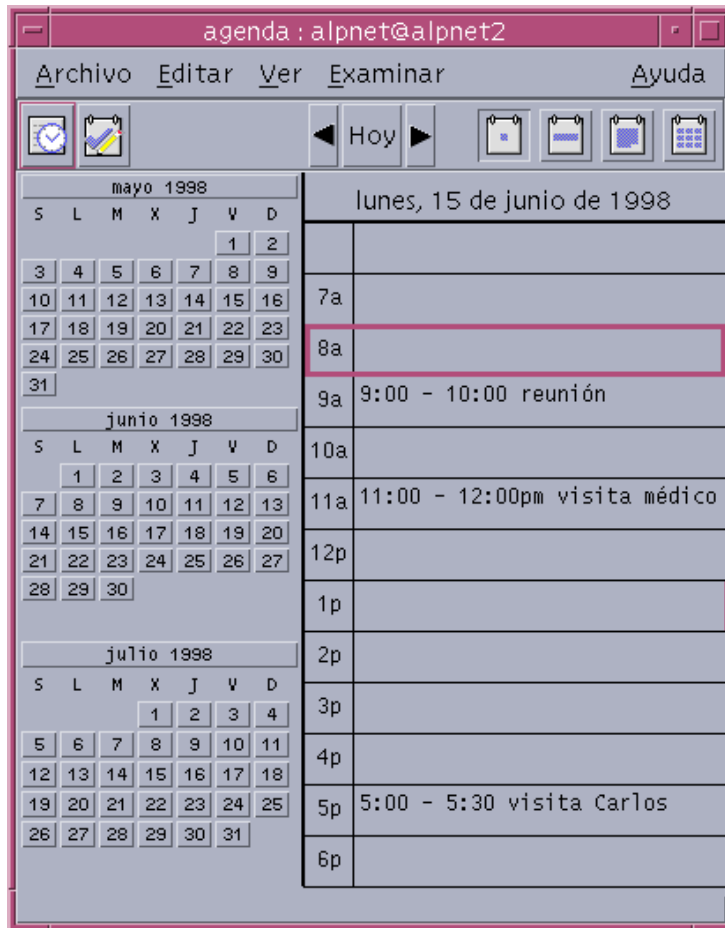 agenda : alpnet@alpnet2
Archivo Editar Ver Examinar Ayuda
Hoy
mayo 1998
S L M X J V D
1 2
3 4 5 6 7 8 9
10 11 12 13 14 15 16
17 18 19 20 21 22 23
24 25 26 27 28 29 30
31
junio 1998
S L M X J V D
1 2 3 4 5 6
7 8 9 10 11 12 13
14 15 16 17 18 19 20
21 22 23 24 25 26 27
28 29 30
julio 1998
S L M X J V D
1 2 3 4
5 6 7 8 9 10 11
12 13 14 15 16 17 18
19 20 21 22 23 24 25
26 27 28 29 30 31
lunes, 15 de junio de 1998
7a
8a
9a 9:00 - 10:00 reunión
10a
11a 11:00 - 12:00pm visita médico
12p
1p
2p
3p
4p
5p 5:00 - 5:30 visita Carlos
6p